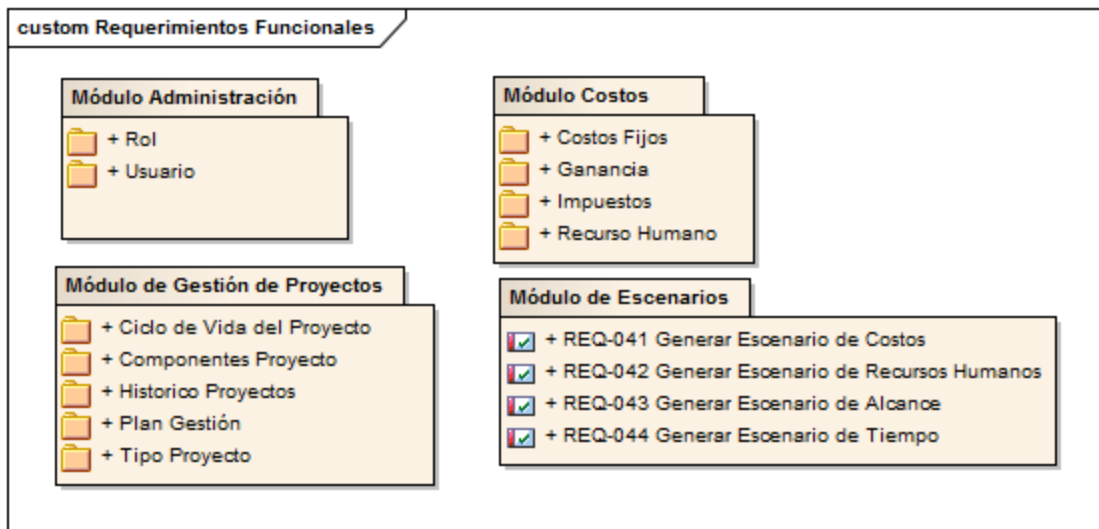 custom Requerimientos Funcionales
Módulo Administración
+ Rol
+ Usuario
Módulo Costos
+ Costos Fijos
+ Ganancia
+ Impuestos
+ Recurso Humano
Módulo de Gestión de Proyectos
+ Ciclo de Vida del Proyecto
+ Componentes Proyecto
+ Historico Proyectos
+ Plan Gestión
+ Tipo Proyecto
Módulo de Escenarios
+ REQ-041 Generar Escenario de Costos
+ REQ-042 Generar Escenario de Recursos Humanos
+ REQ-043 Generar Escenario de Alcance
+ REQ-044 Generar Escenario de Tiempo